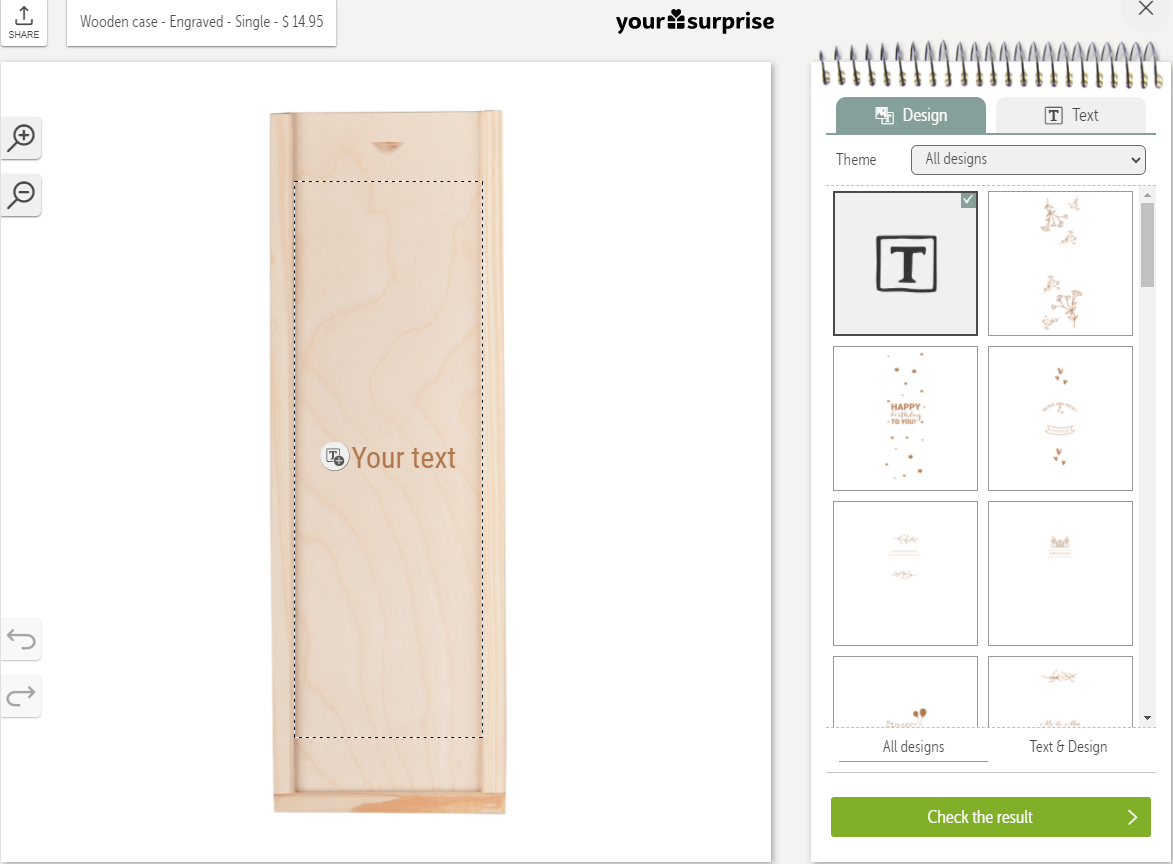 SHARE
Wooden case - Engraved - Single - $ 14.95
yoursurprise
Design
T Text
Theme
All designs
T
HAPPY
birthday
TO YOU!
T Your text
All designs
Text & Design
Check the result